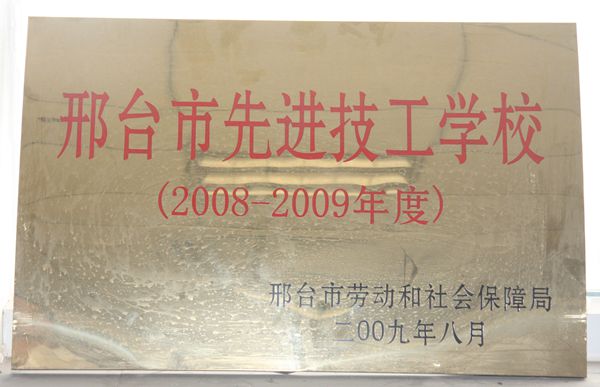 邢台市先进技工学校
(2008-2009年度)
邢台市劳动和社会保障局
二00九年八月